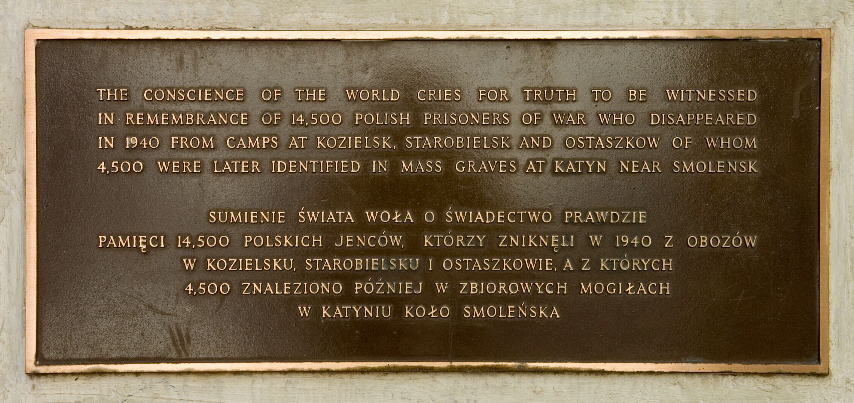 THE CONSCIENCE OF THE WORLD CRIES FOR TRUTH TO BE WITNESSED
IN REMEMBRANCE OF 14,500 POLISH PRISONERS OF WAR WHO DISAPPEARED
IN 1940 FROM CAMPS AT KOZIELSK, STAROBIELSK AND OSTASZKOW OF WHOM
4,500 WERE LATER IDENTIFIED IN MASS GRAVES AT KATYN NEAR SMOLENSK
SUMIENIE ŚWIATA WOŁA O ŚWIADECTWO PRAWDZIE
PAMIĘCI 14,500 POLSKICH JENCÓW, KTÓRZY ZNIKNĘLI W 1940 Z OBOZÓW
W KOZIELSKU, STAROBIELSKU I OSTASZKOWIE, A Z KTÓRYCH
4,500 ZNALEZIONO PÓŹNIEJ W ZBIOROWYCH MOGIŁACH
W KATYNIU KOŁO SMOLEŃSKA